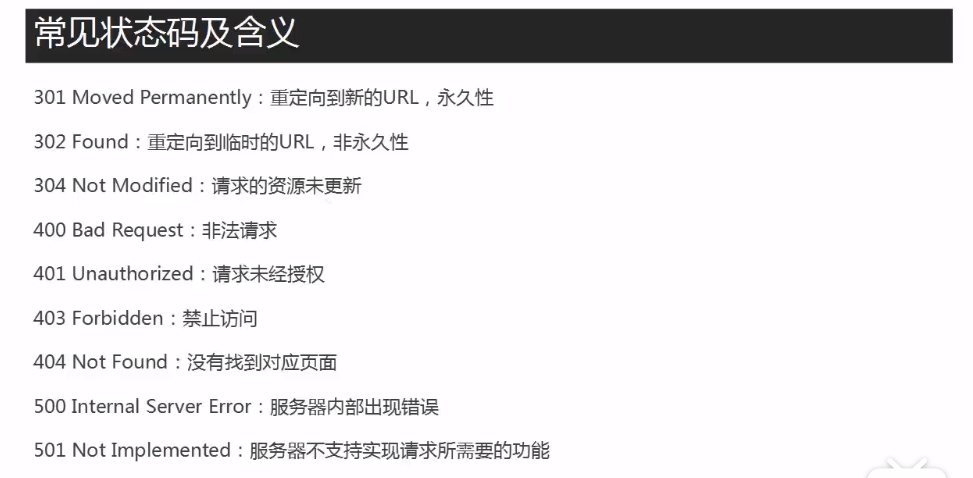 常见状态码及含义
301 Moved Permanently：重定向到新的URL，永久性
302 Found：重定向到临时的URL，非永久性
304 Not Modified：请求的资源未更新
400 Bad Request：非法请求
401 Unauthorized：请求未经授权
403 Forbidden：禁止访问
404 Not Found：没有找到对应页面
500 Internal Server Error：服务器内部出现错误
501 Not Implemented：服务器不支持实现请求所需要的功能